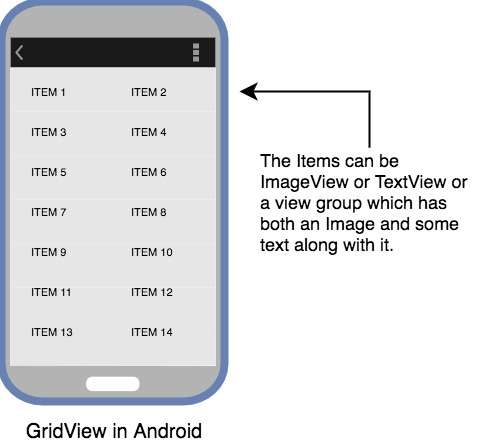 ITEM 1 ITEM 2
ITEM 3 ITEM 4
ITEM 5 ITEM 6
ITEM 7 ITEM 8
ITEM 9 ITEM 10
ITEM 11 ITEM 12
ITEM 13 ITEM 14
The Items can be
ImageView or TextView or
a view group which has
both an Image and some
text along with it.
GridView in Android